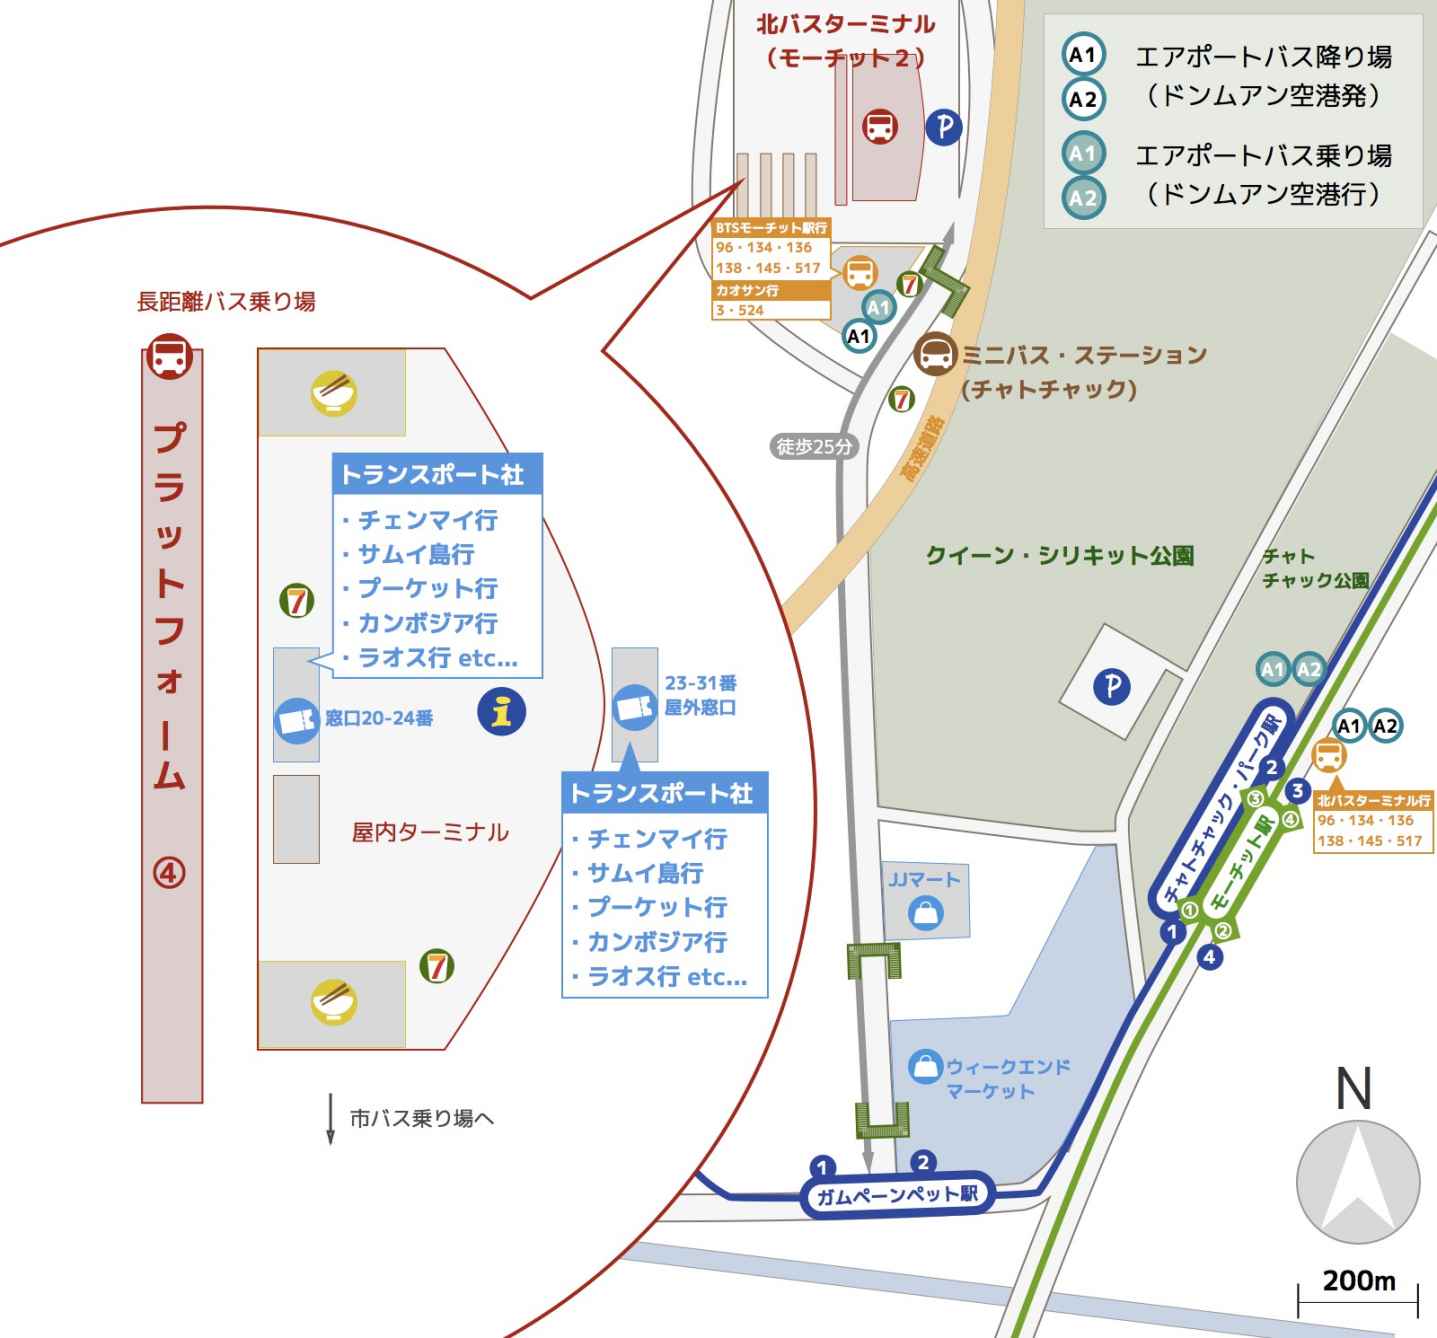 北バスターミナル
（モーチット２）
A1
エアポートバス降り場
A2
（ドンムアン空港発）
A1
エアポートバス乗り場
A2
（ドンムアン空港行）
P
BTSモーチット駅行
96・134・136
138・145・517
カオサン行
3・524
7
A1
A1
ミニバス・ステーション
(チャトチャック)
7
徒歩25分
高速道路
長距離バス乗り場
プラットフォーム ④
トランスポート社
・チェンマイ行
・サムイ島行
・プーケット行
・カンボジア行
・ラオス行 etc...
7
窓口20-24番
i
23-31番
屋外窓口
トランスポート社
・チェンマイ行
・サムイ島行
・プーケット行
・カンボジア行
・ラオス行 etc...
屋内ターミナル
7
市バス乗り場へ
クイーン・シリキット公園
チャト
チャック公園
P
A1
A2
A1
A2
チャトチャック・パーク駅
2
3
③
④
モーチット駅
①
②
1
4
北バスターミナル行
96・134・136
138・145・517
JJマート
ウィークエンド
マーケット
1
2
ガムペーンペット駅
N
200m